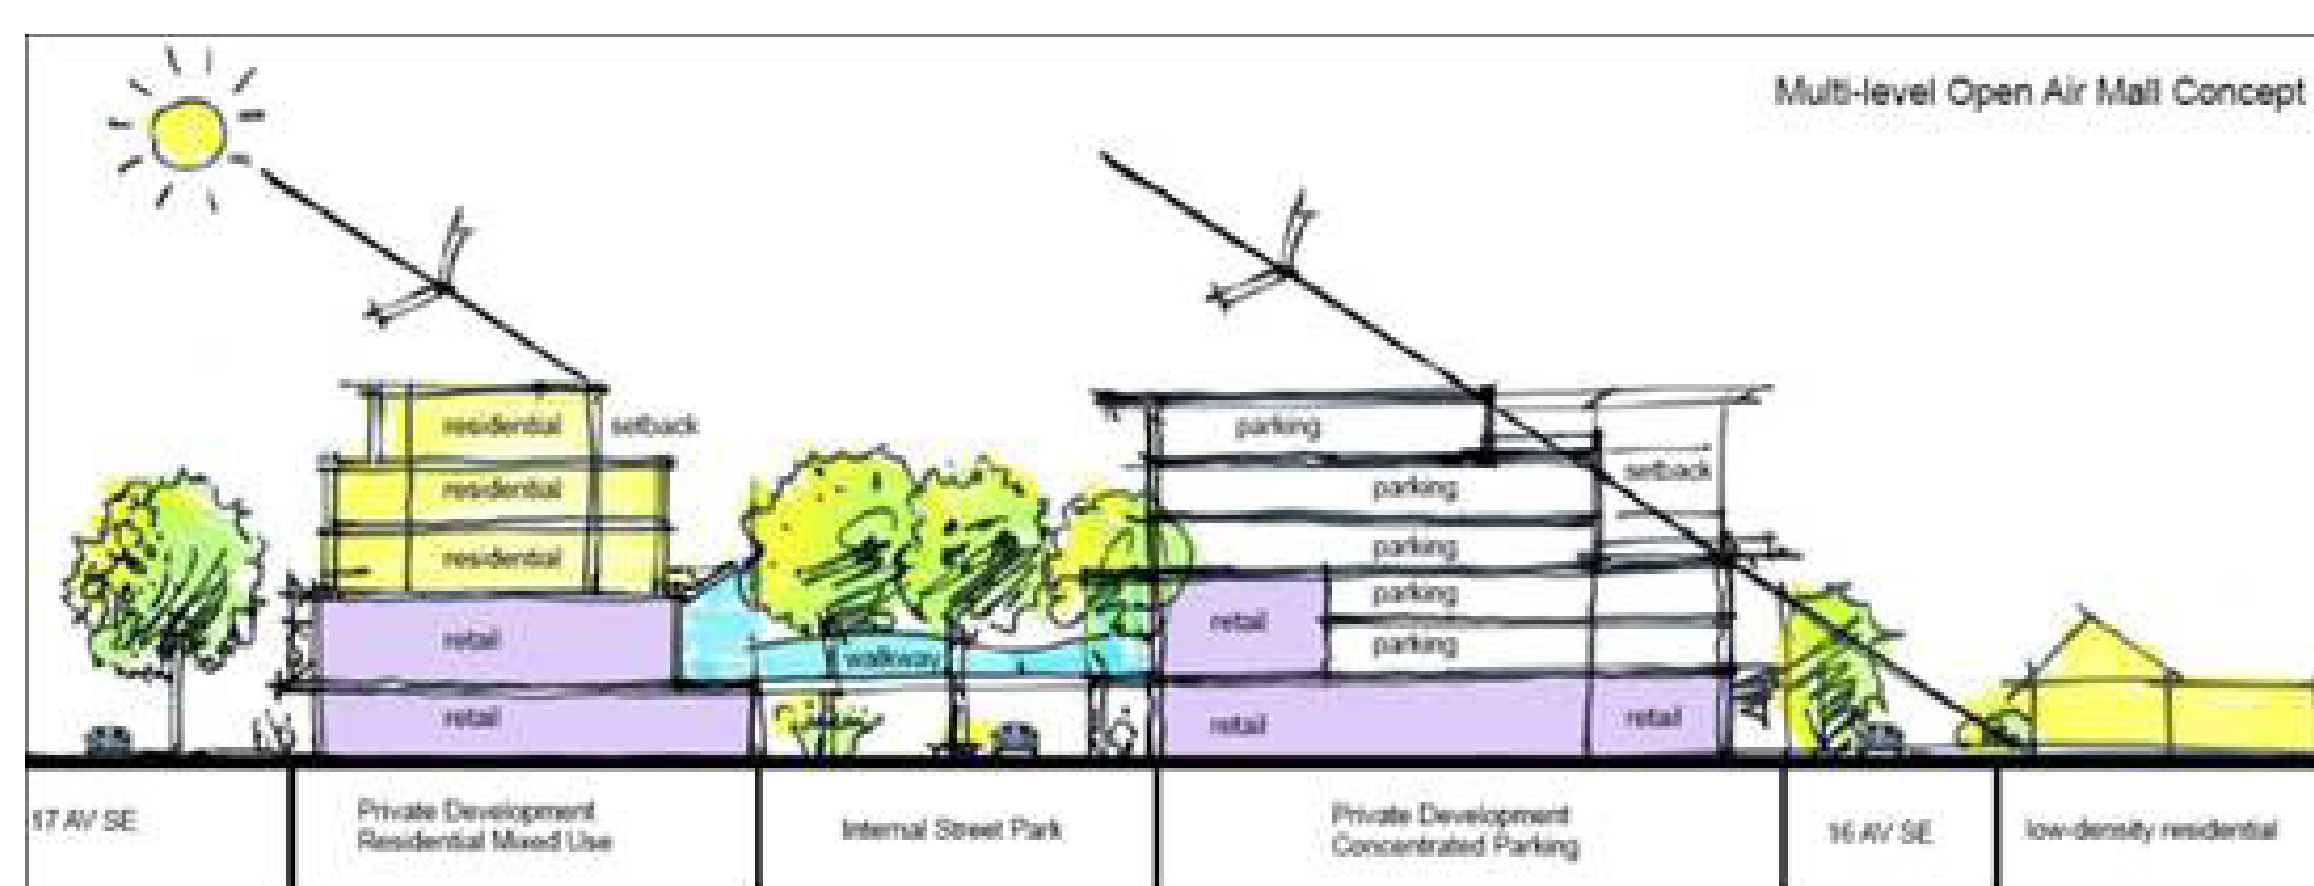 Multi-level Open Air Mall Concept
residential
setback
parking
residential
parking
setback
residential
parking
retail
walkway
retail
parking
parking
retail
retail
retail
17 AV SE
Private Development
Residential Mixed Use
Internal Street Park
Private Development
Concentrated Parking
16 AV SE
low-density residential